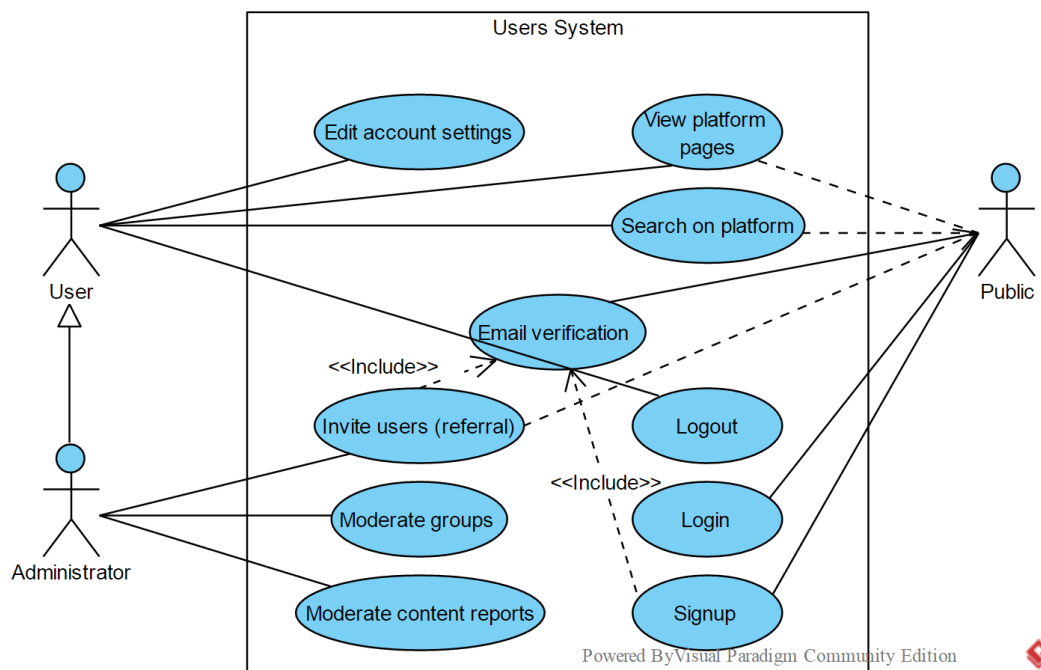 Users System
Edit account settings
View platform
pages
Search on platform
User
Public
Email verification
<<Include>>
Invite users (referral)
Logout
<<Include>>
Moderate groups
Login
Administrator
Moderate content reports
Signup
Powered ByVisual Paradigm Community Edition